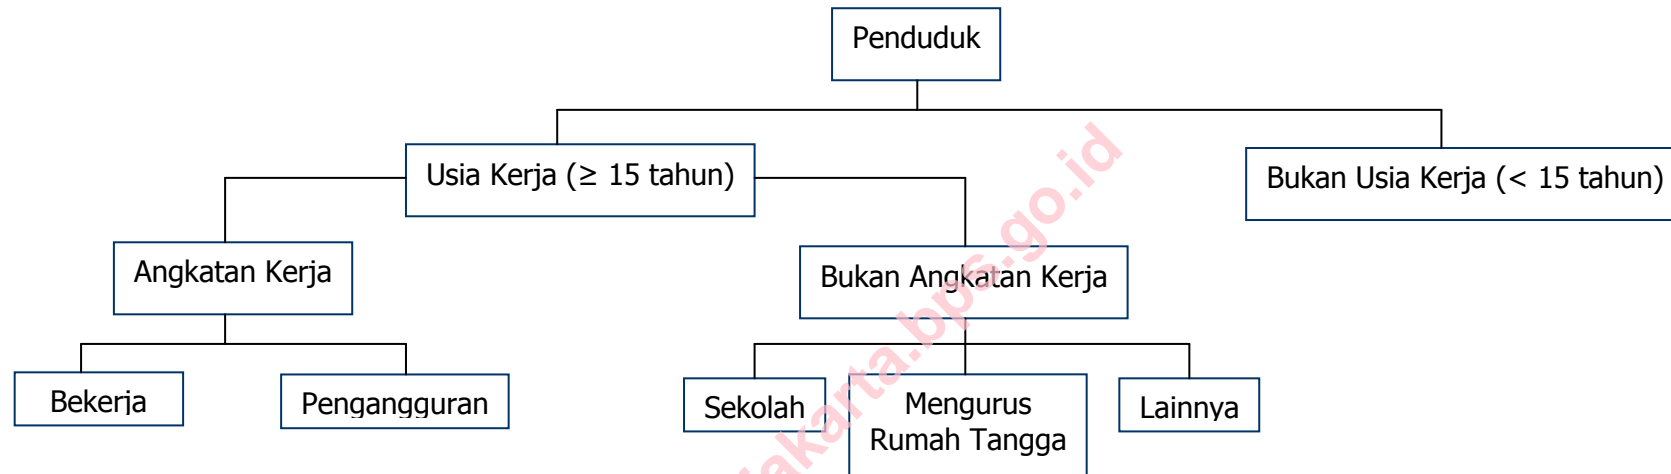 Penduduk
Usia Kerja (≥ 15 tahun)
Bukan Usia Kerja (< 15 tahun)
Angkatan Kerja
Bukan Angkatan Kerja
Bekerja
Pengangguran
Sekolah
Mengurus
Rumah Tangga
Lainnya
jakarta.bps.go.id